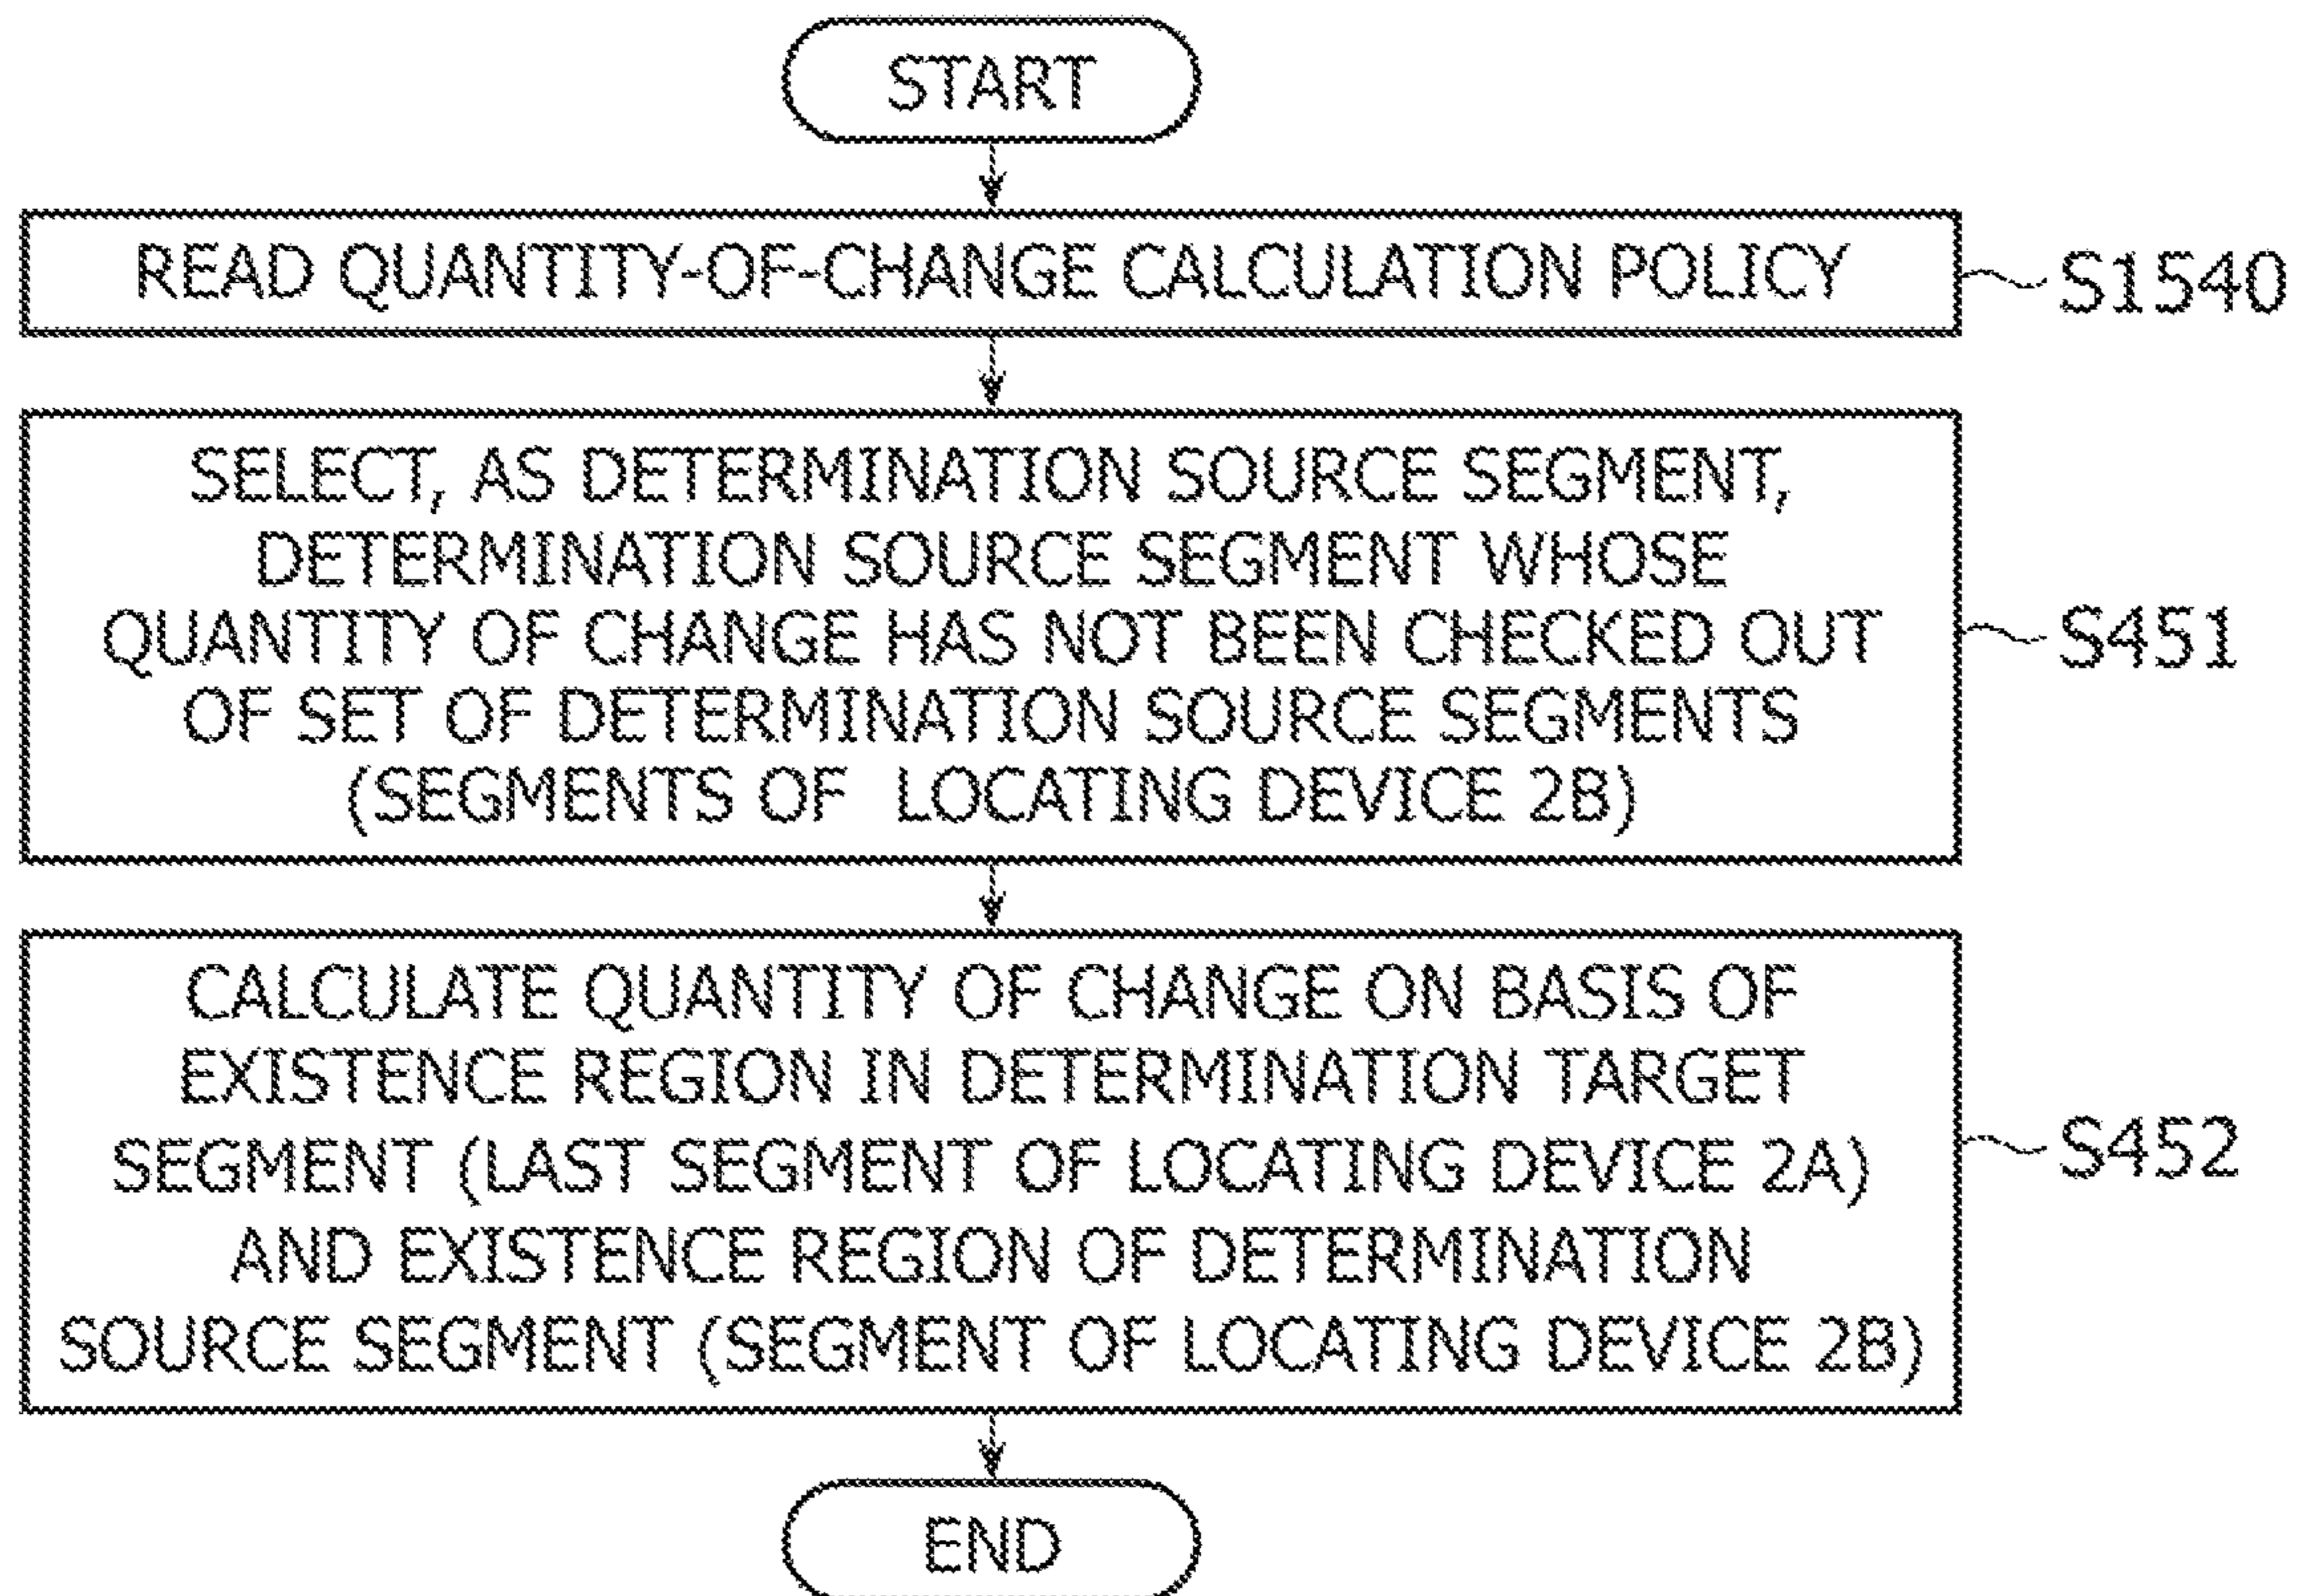 START
READ QUANTITY-OF-CHANGE CALCULATION POLICY
S1540
SELECT, AS DETERMINATION SOURCE SEGMENT,
DETERMINATION SOURCE SEGMENT WHOSE
QUANTITY OF CHANGE HAS NOT BEEN CHECKED OUT
OF SET OF DETERMINATION SOURCE SEGMENTS
(SEGMENTS OF LOCATING DEVICE 2B)
S451
CALCULATE QUANTITY OF CHANGE ON BASIS OF
EXISTENCE REGION IN DETERMINATION TARGET
SEGMENT (LAST SEGMENT OF LOCATING DEVICE 2A)
AND EXISTENCE REGION OF DETERMINATION
SOURCE SEGMENT (SEGMENT OF LOCATING DEVICE 2B)
S452
END